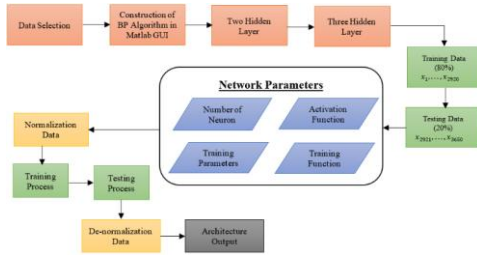 Data Selection
Construction of
BP Algorithm in
Matlab GUI
Two Hidden
Layer
Three Hidden
Layer
Training Data
(80%)
Network Parameters
Number of
Neuron
Activation
Function
Testing Data
(20%)
Normalization
Data
Training
Parameters
Training
Function
Training
Process
Testing
Process
De-normalization
Data
Architecture
Output